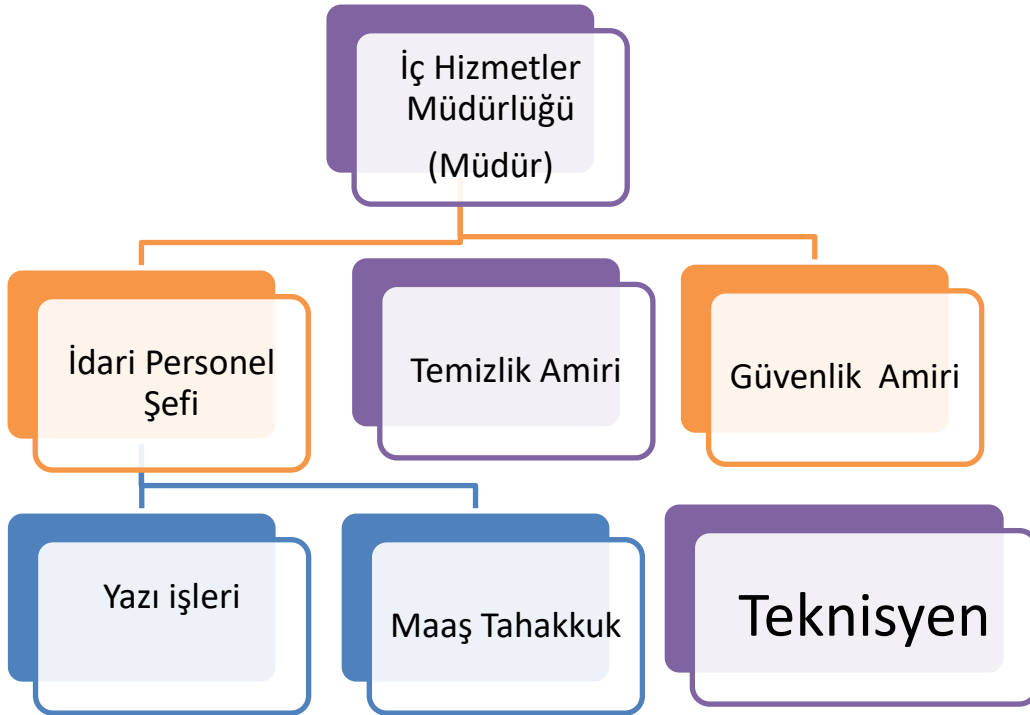 İç Hizmetler
Müdürlüğü
(Müdür)
İdari Personel
Şefi
Temizlik Amiri
Güvenlik Amiri
Yazı işleri
Maaş Tahakkuk
Teknisyen